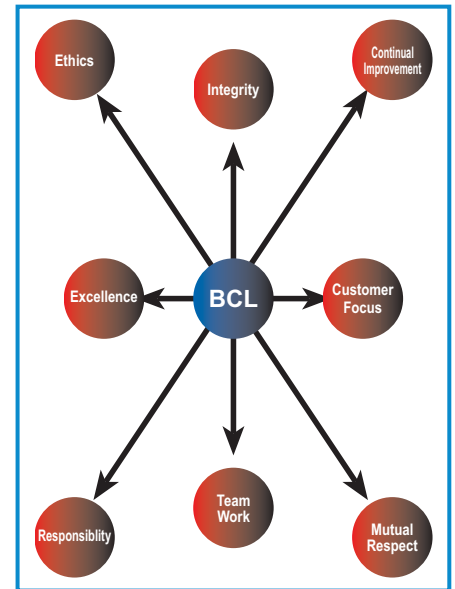 Ethics
Integrity
Continual
Improvement
Excellence
BCL
Customer
Focus
Responsiblity
Team
Work
Mutual
Respect